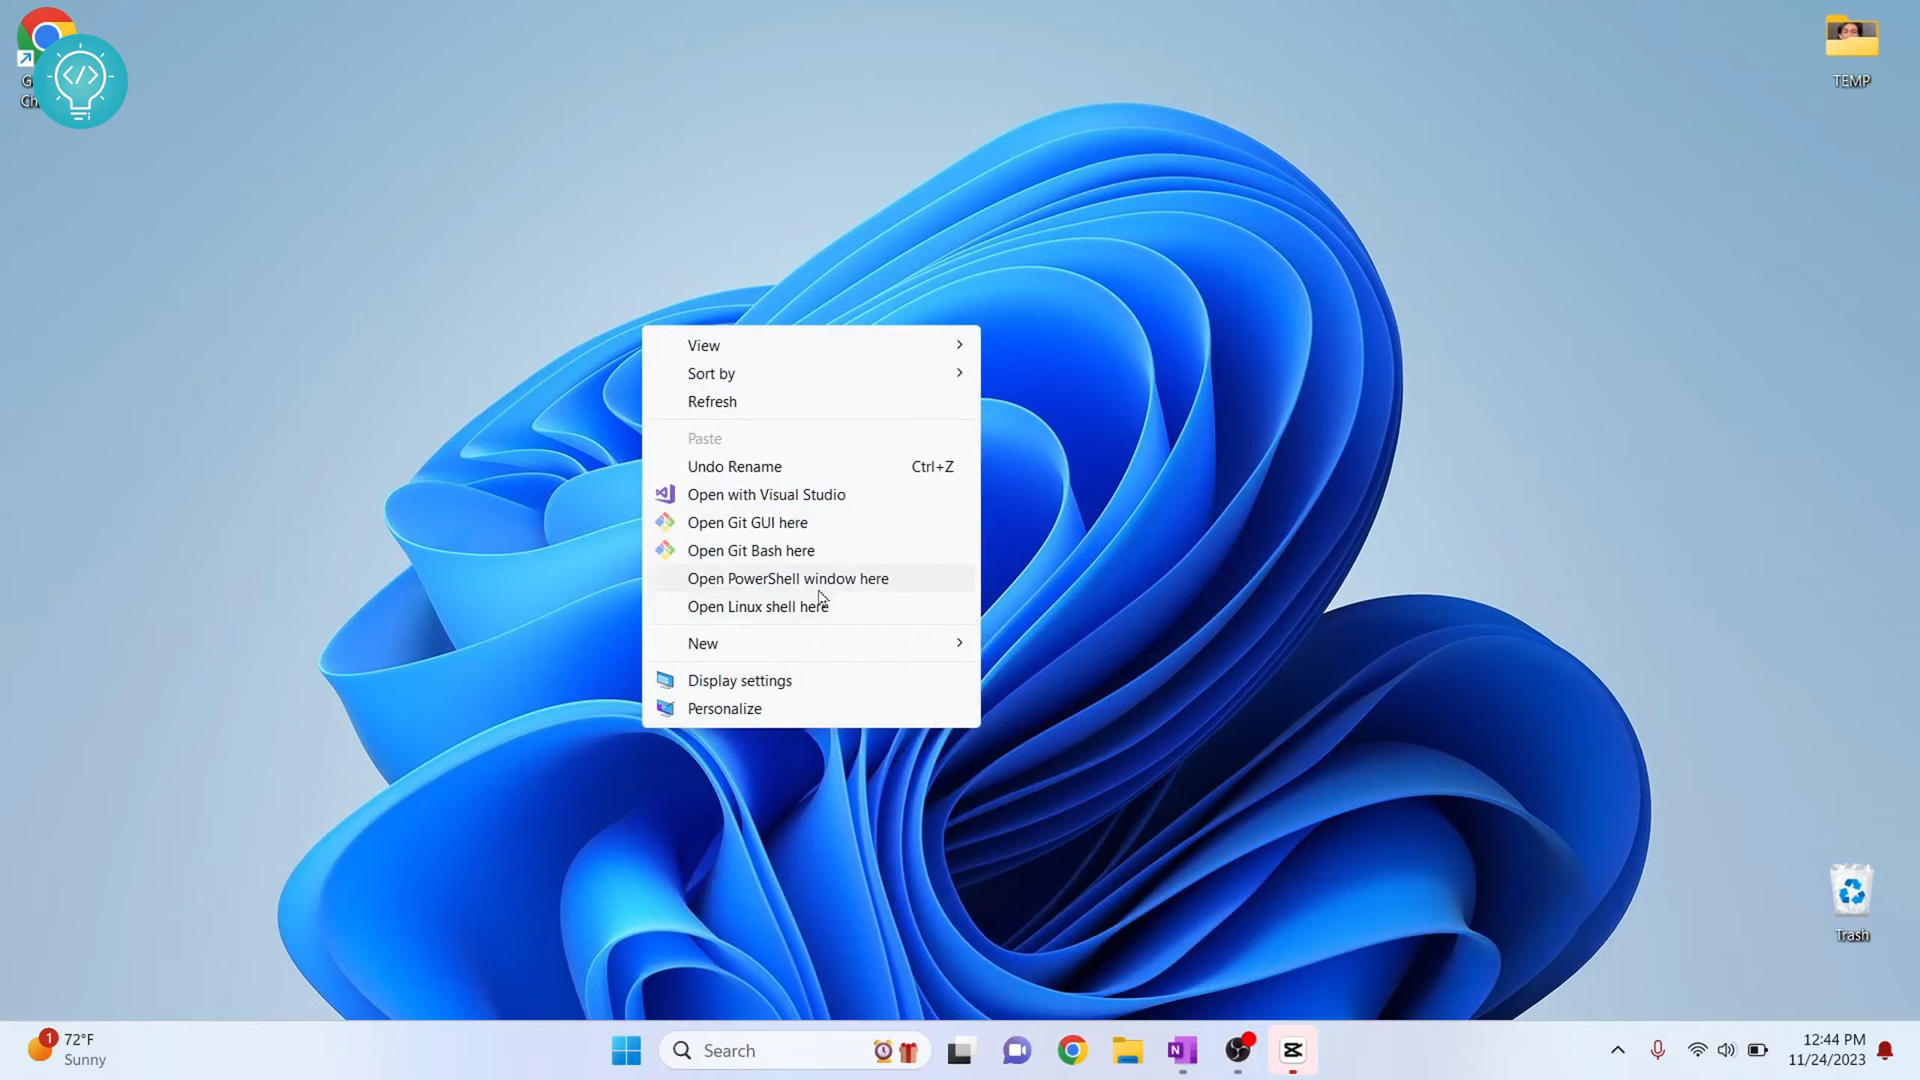 G
Ch
</>
TEMP
View
Sort by
Refresh
Paste
Undo Rename Ctrl+Z
Open with Visual Studio
Open Git GUI here
Open Git Bash here
Open PowerShell window here
Open Linux shell here
New
Display settings
Personalize
Trash
1
72°F
Sunny
Search
N
12:44 PM
11/24/2023